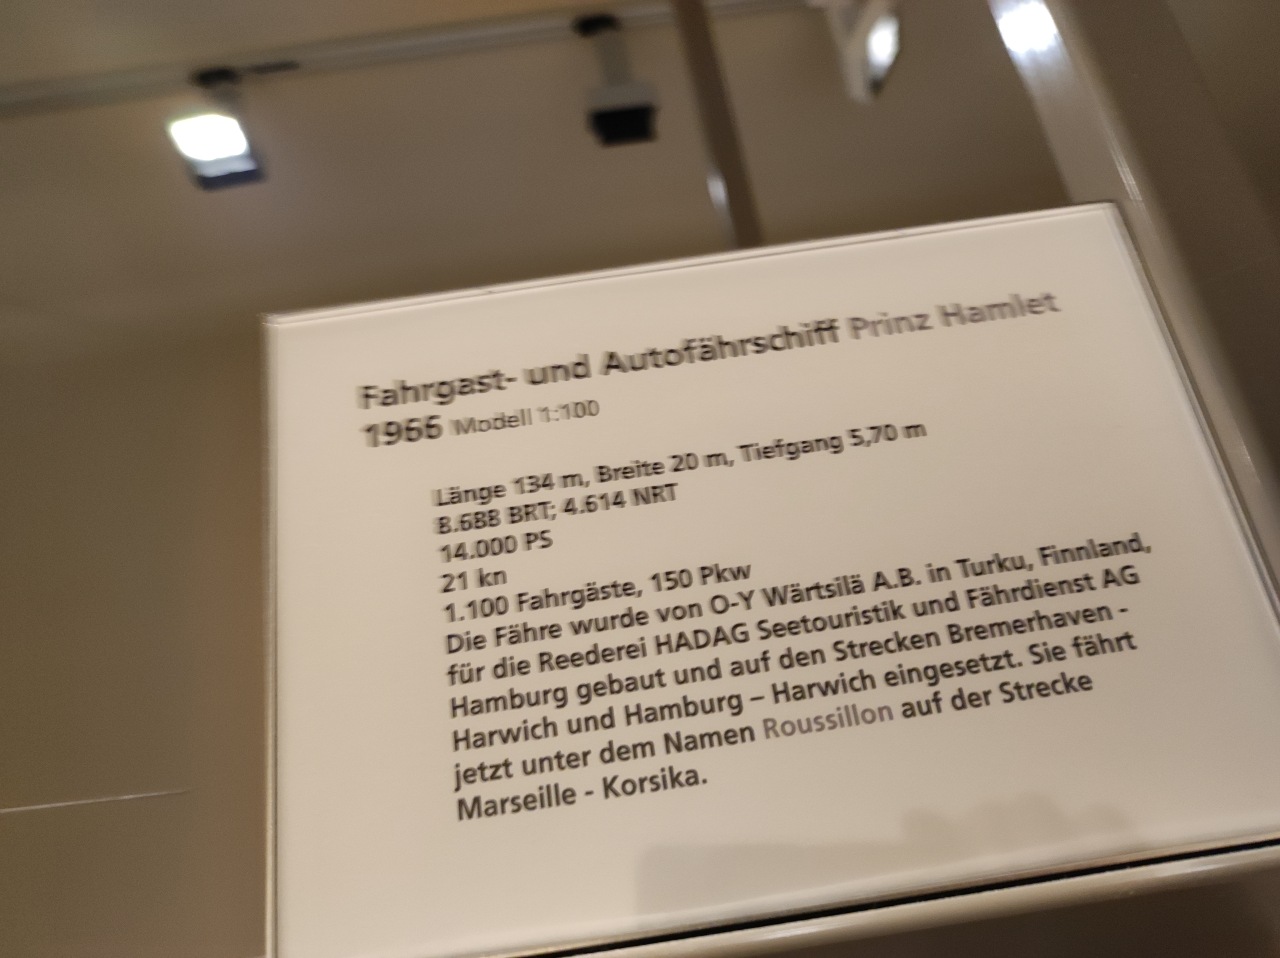 Fahrgast- und Autofährschiff Prinz Hamlet
1966 Modell 1:100
Länge 134 m, Breite 20 m, Tiefgang 5,70 m
8.688 BRT; 4.614 NRT
14.000 PS
21 kn
1.100 Fahrgäste, 150 Pkw
Die Fähre wurde von O-Y Wärtsilä A.B. in Turku, Finnland,
für die Reederei HADAG Seetouristik und Fährdienst AG
Hamburg gebaut und auf den Strecken Bremerhaven -
Harwich und Hamburg – Harwich eingesetzt. Sie fährt
jetzt unter dem Namen Roussillon auf der Strecke
Marseille - Korsika.